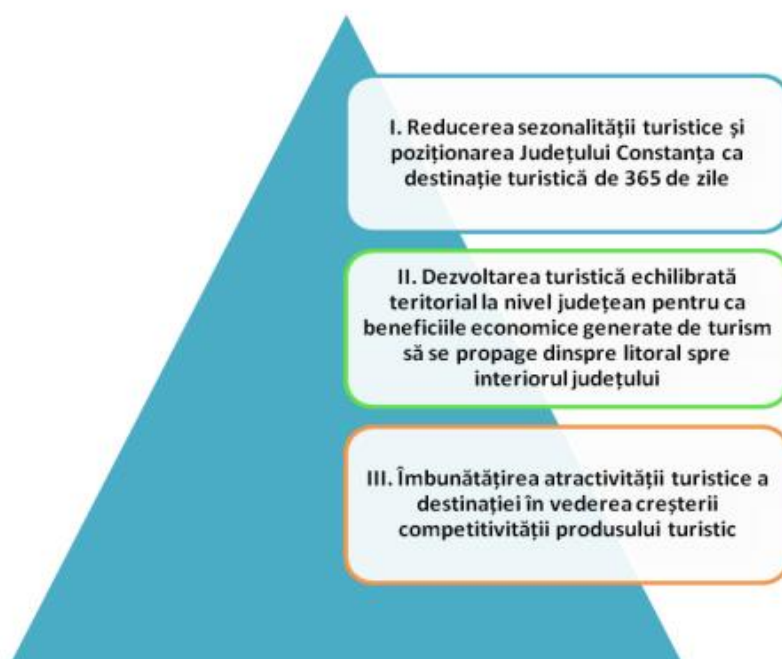 I. Reducerea sezonalității turistice și
poziționarea Județului Constanța ca
destinație turistică de 365 de zile
II. Dezvoltarea turistică echilibrată
teritorial la nivel județean pentru ca
beneficiile economice generate de turism
să se propage dinspre litoral spre
interiorul județului
III. Îmbunătățirea atractivității turistice a
destinației în vederea creșterii
competitivității produsului turistic